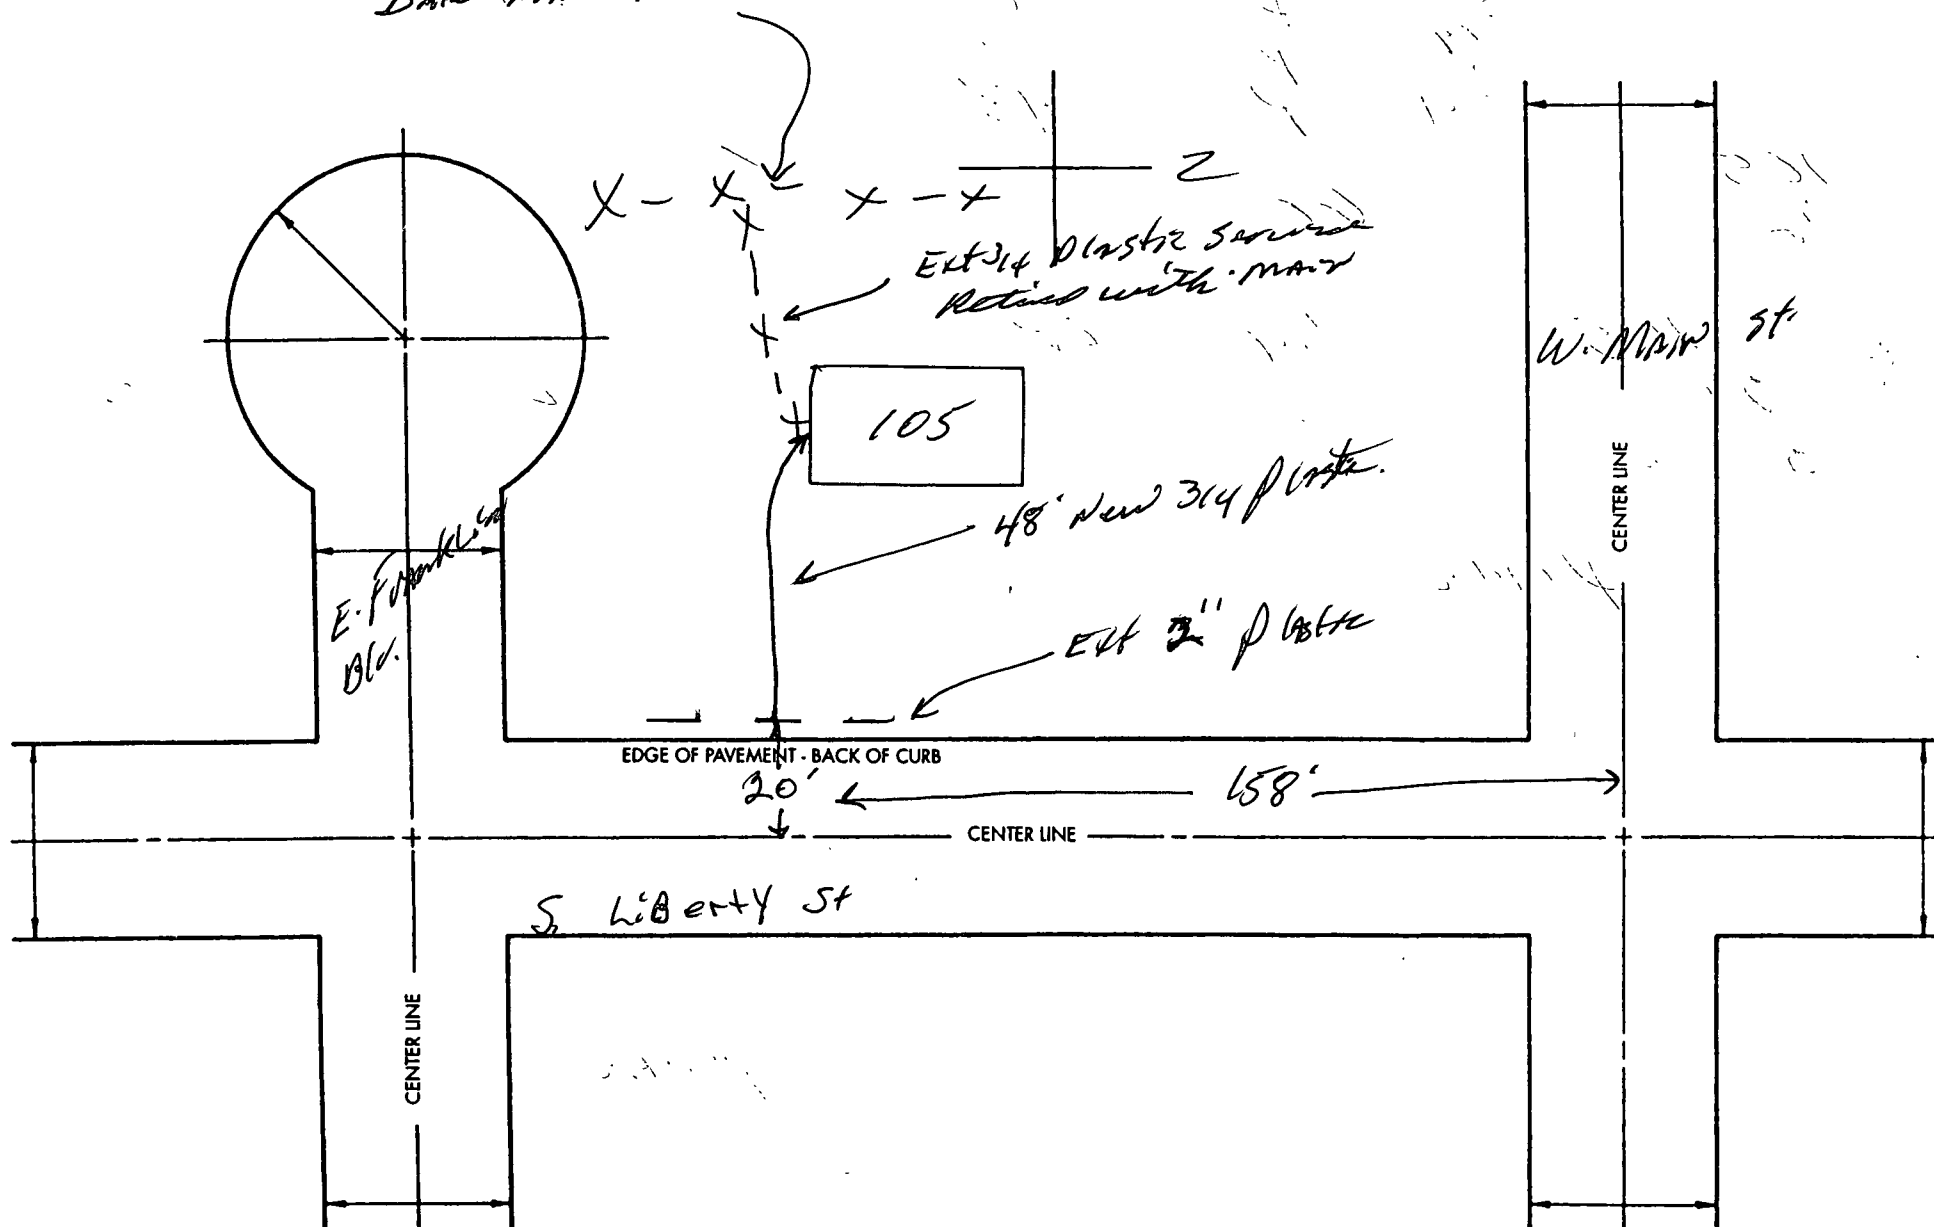 Z
Ext 3/4 Plastic Service
Retired with main
W. Main St.
105
48' New 3/4 Plastic.
CENTER LINE
E. Franklin
Blv.
Ext 2" Plastic
EDGE OF PAVEMENT - BACK OF CURB
20'
158'
CENTER LINE
S. Liberty St
CENTER LINE